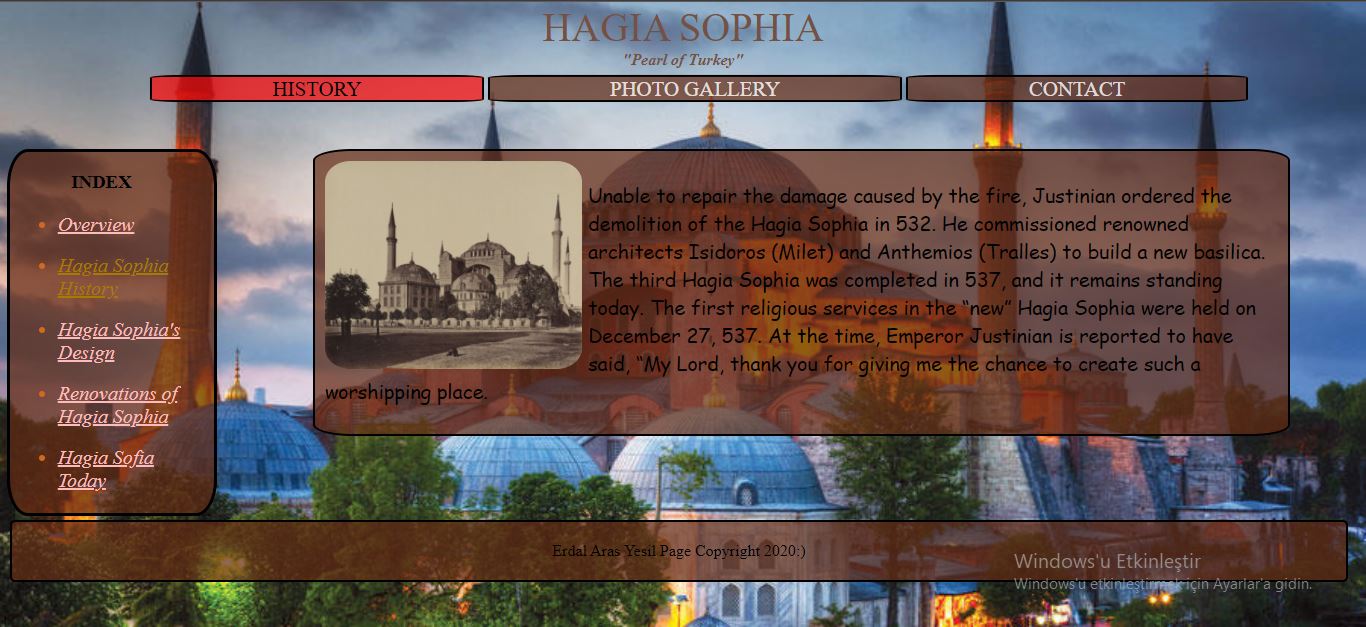 HAGIA SOPHIA
"Pearl of Turkey"
HISTORY
PHOTO GALLERY
CONTACT
INDEX
Overview
Hagia Sophia
History
Hagia Sophia's
Design
Renovations of
Hagia Sophia
Hagia Sofia
Today
Unable to repair the damage caused by the fire, Justinian ordered the
demolition of the Hagia Sophia in 532. He commissioned renowned
architects Isidoros (Milet) and Anthemios (Tralles) to build a new basilica.
The third Hagia Sophia was completed in 537, and it remains standing
today. The first religious services in the “new” Hagia Sophia were held on
December 27, 537. At the time, Emperor Justinian is reported to have
said, “My Lord, thank you for giving me the chance to create such a
worshipping place.
Erdal Aras Yesil Page Copyright 2020;)
Windows'u Etkinleştir
Windows'u etkinleştirmek için Ayarlar'a gidin.